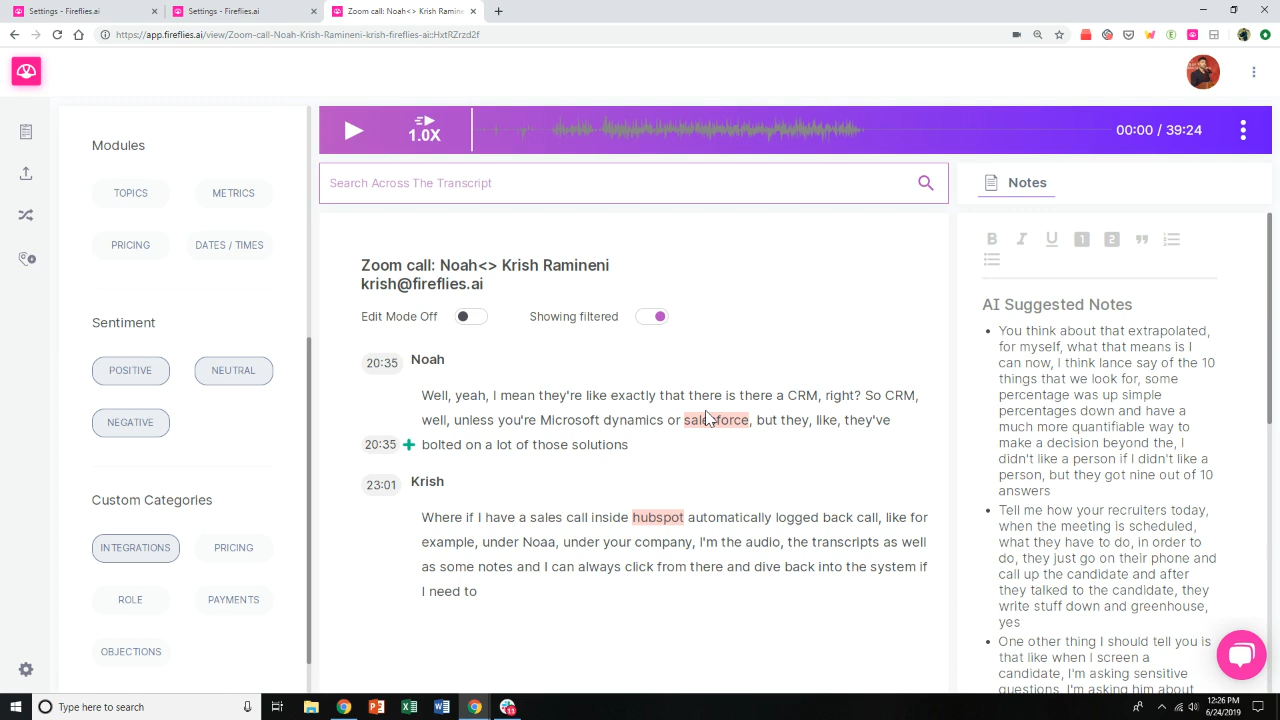 Settings - Fireflies.ai
Settings - Fireflies.ai
Zoom call: Noah<> Krish Ramine
https://app.fireflies.ai/view/Zoom-call-Noah-Krish-Ramineni-krish-fireflies-ai:HxtRZrzd2f
1.0X
00:00 / 39:24
Modules
TOPICS
METRICS
PRICING
DATES / TIMES
Sentiment
POSITIVE
NEUTRAL
NEGATIVE
Custom Categories
INTEGRATIONS
PRICING
ROLE
PAYMENTS
OBJECTIONS
Search Across The Transcript
Zoom call: Noah<> Krish Ramineni
krish@fireflies.ai
Edit Mode Off
Showing filtered
20:35 Noah
Well, yeah, I mean they're like exactly that there is there a CRM, right? So CRM,
well, unless you're Microsoft dynamics or salesforce, but they, like, they've
20:35 bolted on a lot of those solutions
23:01 Krish
Where if I have a sales call inside hubspot automatically logged back call, like for
example, under Noaa, under your company, I'm the audio, the transcripts as well
as some notes and I can always click from there and dive back into the system if
I need to
Notes
B I U 1 2
AI Suggested Notes
You think about that extrapolated,
for myself, what that means is I
can now, I think lance say of the 10
things that we look for, some
percentage was up simple
percentages down and have a
much more quantifiable way to
make a decision beyond the, I
didn't like a person if I didn't like a
person, but they got nine out of 10
answers
Tell me how your recruiters today,
when the meeting is scheduled,
what they have to do, in order to
do, they just go on their phone and
call up the candidate and after
they talked to the candidate, they
write stuff down and greenhouse,
yes
One other thing I should tell you is
that like when I screen a
candidate, I'm asking sensitive
questions, I'm asking him about
Type here to search
12:26 PM
6/24/2019